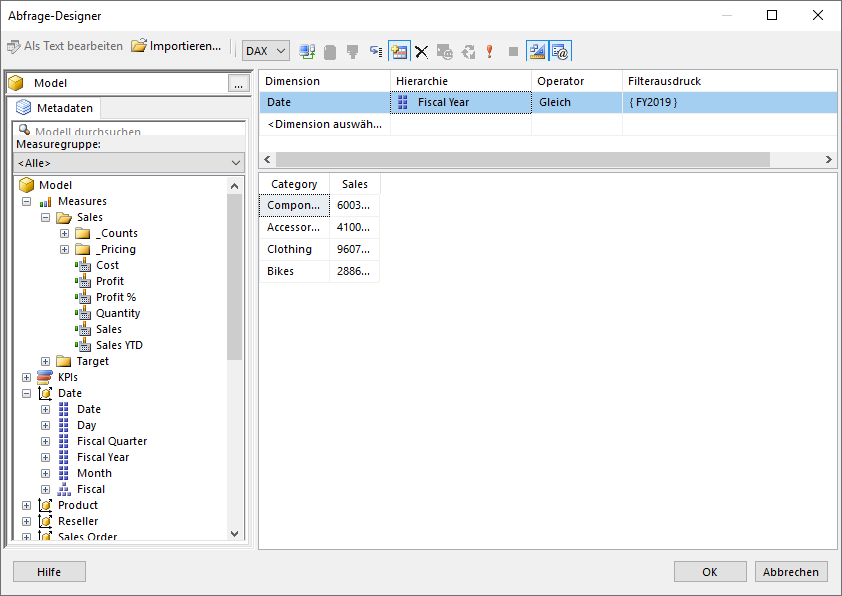 Abfrage-Designer
Als Text bearbeiten Importieren... DAX
Model ...
Metadaten
Modell durchsuchen
Measuregruppe:
<Alle>
Model
Measures
Sales
_Counts
_Pricing
Cost
Profit
Profit %
Quantity
Sales
Sales YTD
Target
KPIs
Date
Date
Day
Fiscal Quarter
Fiscal Year
Month
Fiscal
Product
Reseller
Sales Order
Dimension Hierarchie Operator Filterausdruck
Date Fiscal Year Gleich { FY2019 }
<Dimension auswäh...
Category Sales
Compon... 6003...
Accessor... 4100...
Clothing 9607...
Bikes 2886...
Hilfe OK Abbrechen